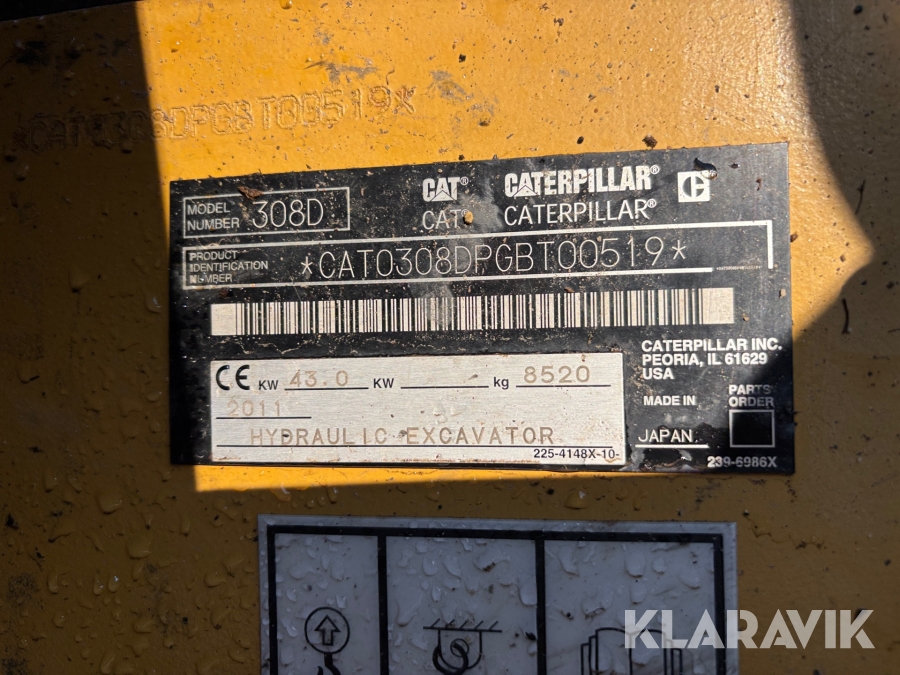 *CAT0308DPGBT00519*
CAT® CATERPILLAR®
CAT® CATERPILLAR®
MODEL NUMBER 308D
PRODUCT IDENTIFICATION NUMBER *CAT0308DPGBT00519*
CATERPILLAR INC.
PEORIA, IL 61629
USA
CE KW 43.0 KW kg 8520
2011
HYDRAULIC EXCAVATOR
225-4148X-10-
MADE IN JAPAN
PARTS ORDER
239-6986X
KLARAVIK